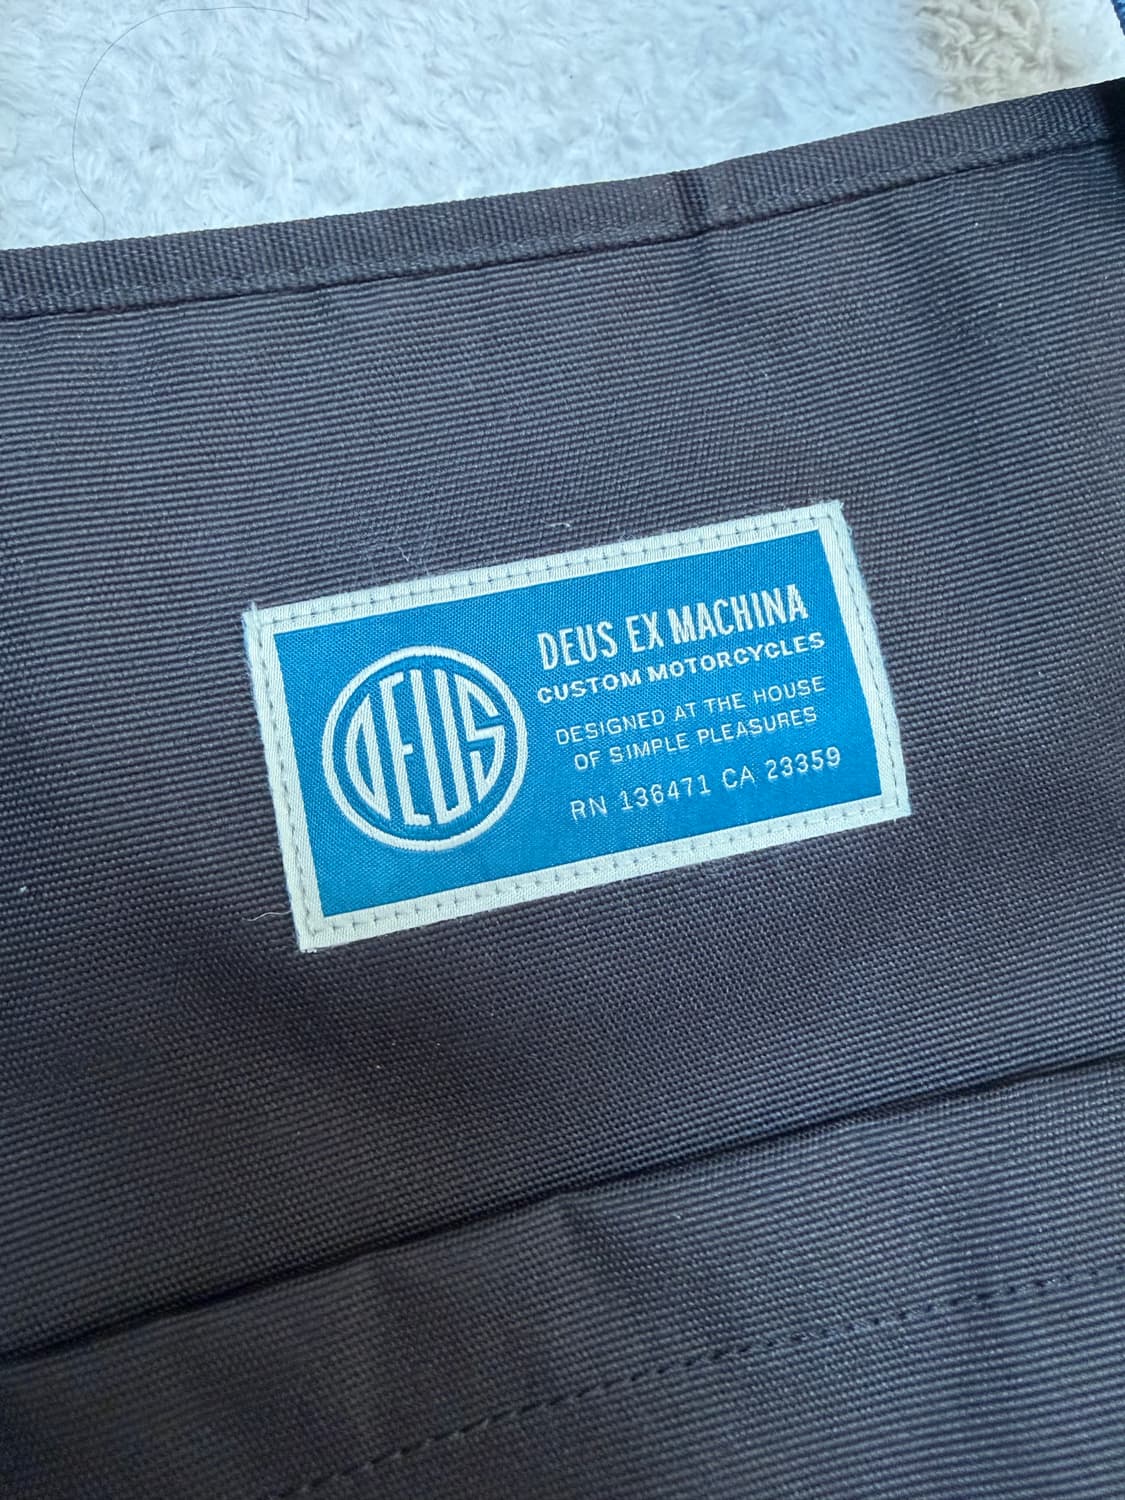 DEUS
DEUS EX MACHINA
CUSTOM MOTORCYCLES
DESIGNED AT THE HOUSE
OF SIMPLE PLEASURES
RN 136471 CA 23359